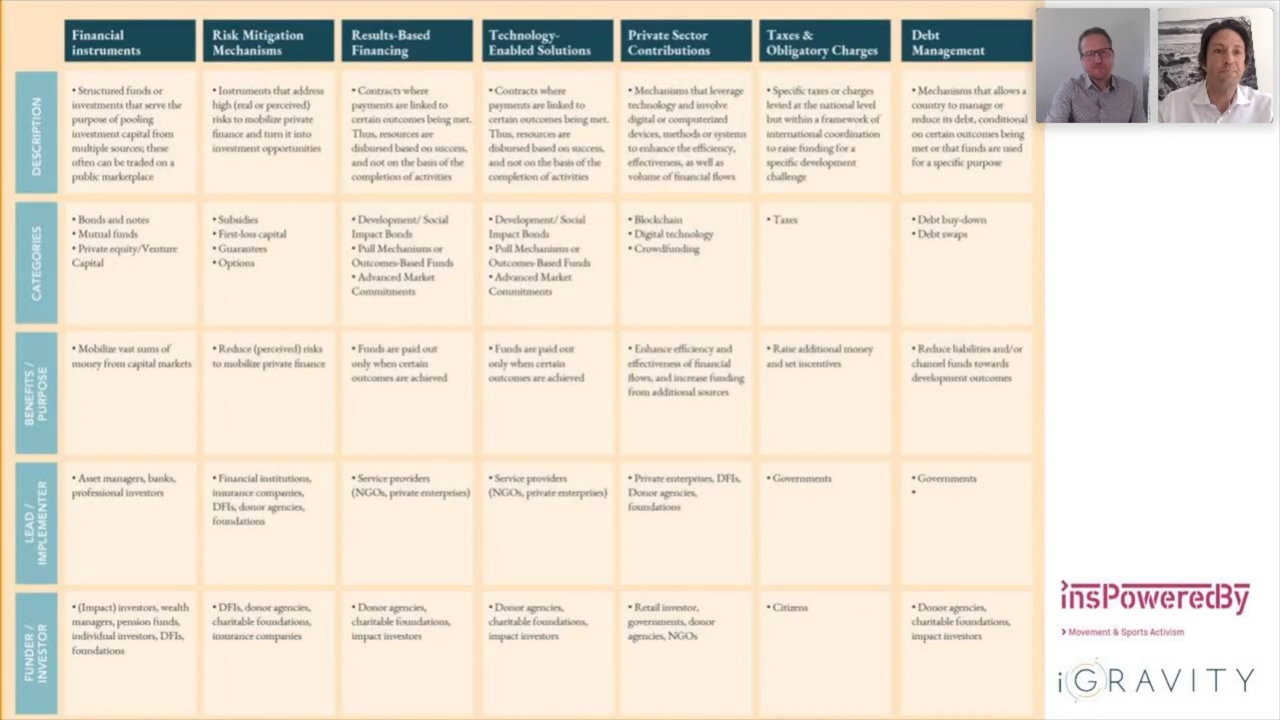 Financial
instruments
Risk Mitigation
Mechanisms
Results-Based
Financing
Technology-
Enabled Solutions
Private Sector
Contributions
Taxes &
Obligatory Charges
Debt
Management
DESCRIPTION
• Structured funds or
investments that serve the
purpose of pooling
investment capital from
multiple sources; these
often can be traded on a
public marketplace
• Instruments that address
high (real or perceived)
risks to mobilize private
finance and turn it into
investment opportunities
• Contracts where
payments are linked to
certain outcomes being met.
Thus, resources are
disbursed based on success,
and not on the basis of the
completion of activities
• Contracts where
payments are linked to
certain outcomes being met.
Thus, resources are
disbursed based on success,
and not on the basis of the
completion of activities
• Mechanisms that leverage
technology and involve
digital or computerized
devices, methods or systems
to enhance the efficiency,
effectiveness, as well as
volume of financial flows
• Specific taxes or charges
levied at the national level
but within a framework of
international coordination
to raise funding for a
specific development
challenge
• Mechanisms that allows a
country to manage or
reduce its debt, conditional
on certain outcomes being
met or that funds are used
for a specific purpose
CATEGORIES
• Bonds and notes
• Mutual funds
• Private equity/Venture
Capital
• Subsidies
• First-loss capital
• Guarantees
• Options
• Development/ Social
Impact Bonds
• Pull Mechanisms or
Outcomes-Based Funds
• Advanced Market
Commitments
• Development/ Social
Impact Bonds
• Pull Mechanisms or
Outcomes-Based Funds
• Advanced Market
Commitments
• Blockchain
• Digital technology
• Crowdfunding
• Taxes
• Debt buy-down
• Debt swaps
BENEFITS /
PURPOSE
• Mobilize vast sums of
money from capital markets
• Reduce (perceived) risks
to mobilize private finance
• Funds are paid out
only when certain
outcomes are achieved
• Funds are paid out
only when certain
outcomes are achieved
• Enhance efficiency and
effectiveness of financial
flows, and increase funding
from additional sources
• Raise additional money
and set incentives
• Reduce liabilities and/or
channel funds towards
development outcomes
LEAD /
IMPLEMENTER
• Asset managers, banks,
professional investors
• Financial institutions,
insurance companies,
DFIs, donor agencies,
foundations
• Service providers
(NGOs, private enterprises)
• Service providers
(NGOs, private enterprises)
• Private enterprises, DFIs,
Donor agencies,
foundations
• Governments
• Governments
•
FUNDER /
INVESTOR
• (Impact) investors, wealth
managers, pension funds,
individual investors, DFIs,
foundations
• DFIs, donor agencies,
charitable foundations,
insurance companies
• Donor agencies,
charitable foundations,
impact investors
• Donor agencies,
charitable foundations,
impact investors
• Retail investor,
governments, donor
agencies, NGOs
• Citizens
• Donor agencies,
charitable foundations,
impact investors
insPoweredBy
› Movement & Sports Activism
iGRAVITY